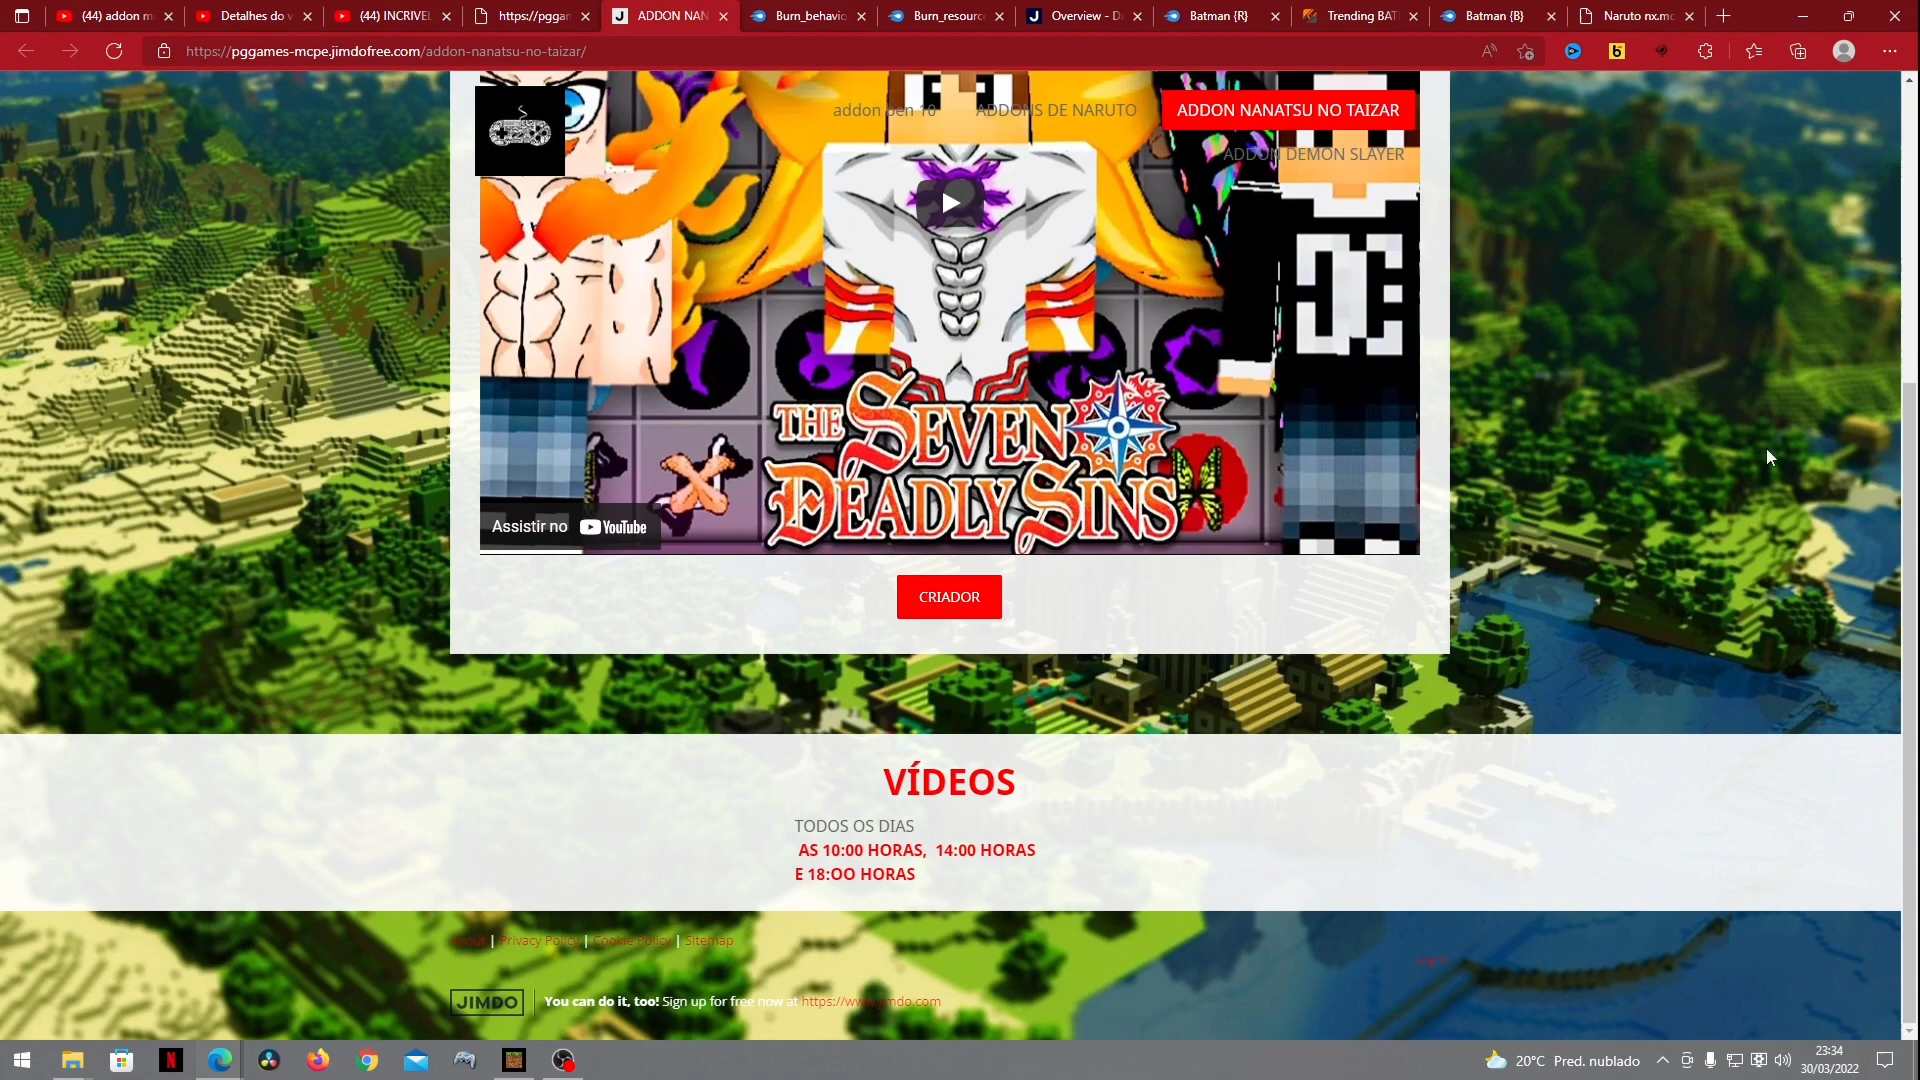 (44) addon m
Detalhes do v
(44) INCRIVEL
https://pggan
ADDON NAN
Burn_behavio
Burn_resource
Overview - D
Batman {R}
Trending BAT
Batman {B}
Naruto nx.mc
https://pggames-mcpe.jimdofree.com/addon-nanatsu-no-taizar/
addon ben 10
ADDONS DE NARUTO
ADDON NANATSU NO TAIZAR
ADDON DEMON SLAYER
THE SEVEN
DEADLY SINS
Assistir no YouTube
CRIADOR
VÍDEOS
TODOS OS DIAS
AS 10:00 HORAS,  14:00 HORAS
E 18:OO HORAS
About | Privacy Policy | Cookie Policy | Sitemap
Log in
JIMDO You can do it, too! Sign up for free now at https://www.jimdo.com
20°C Pred. nublado
23:34
30/03/2022